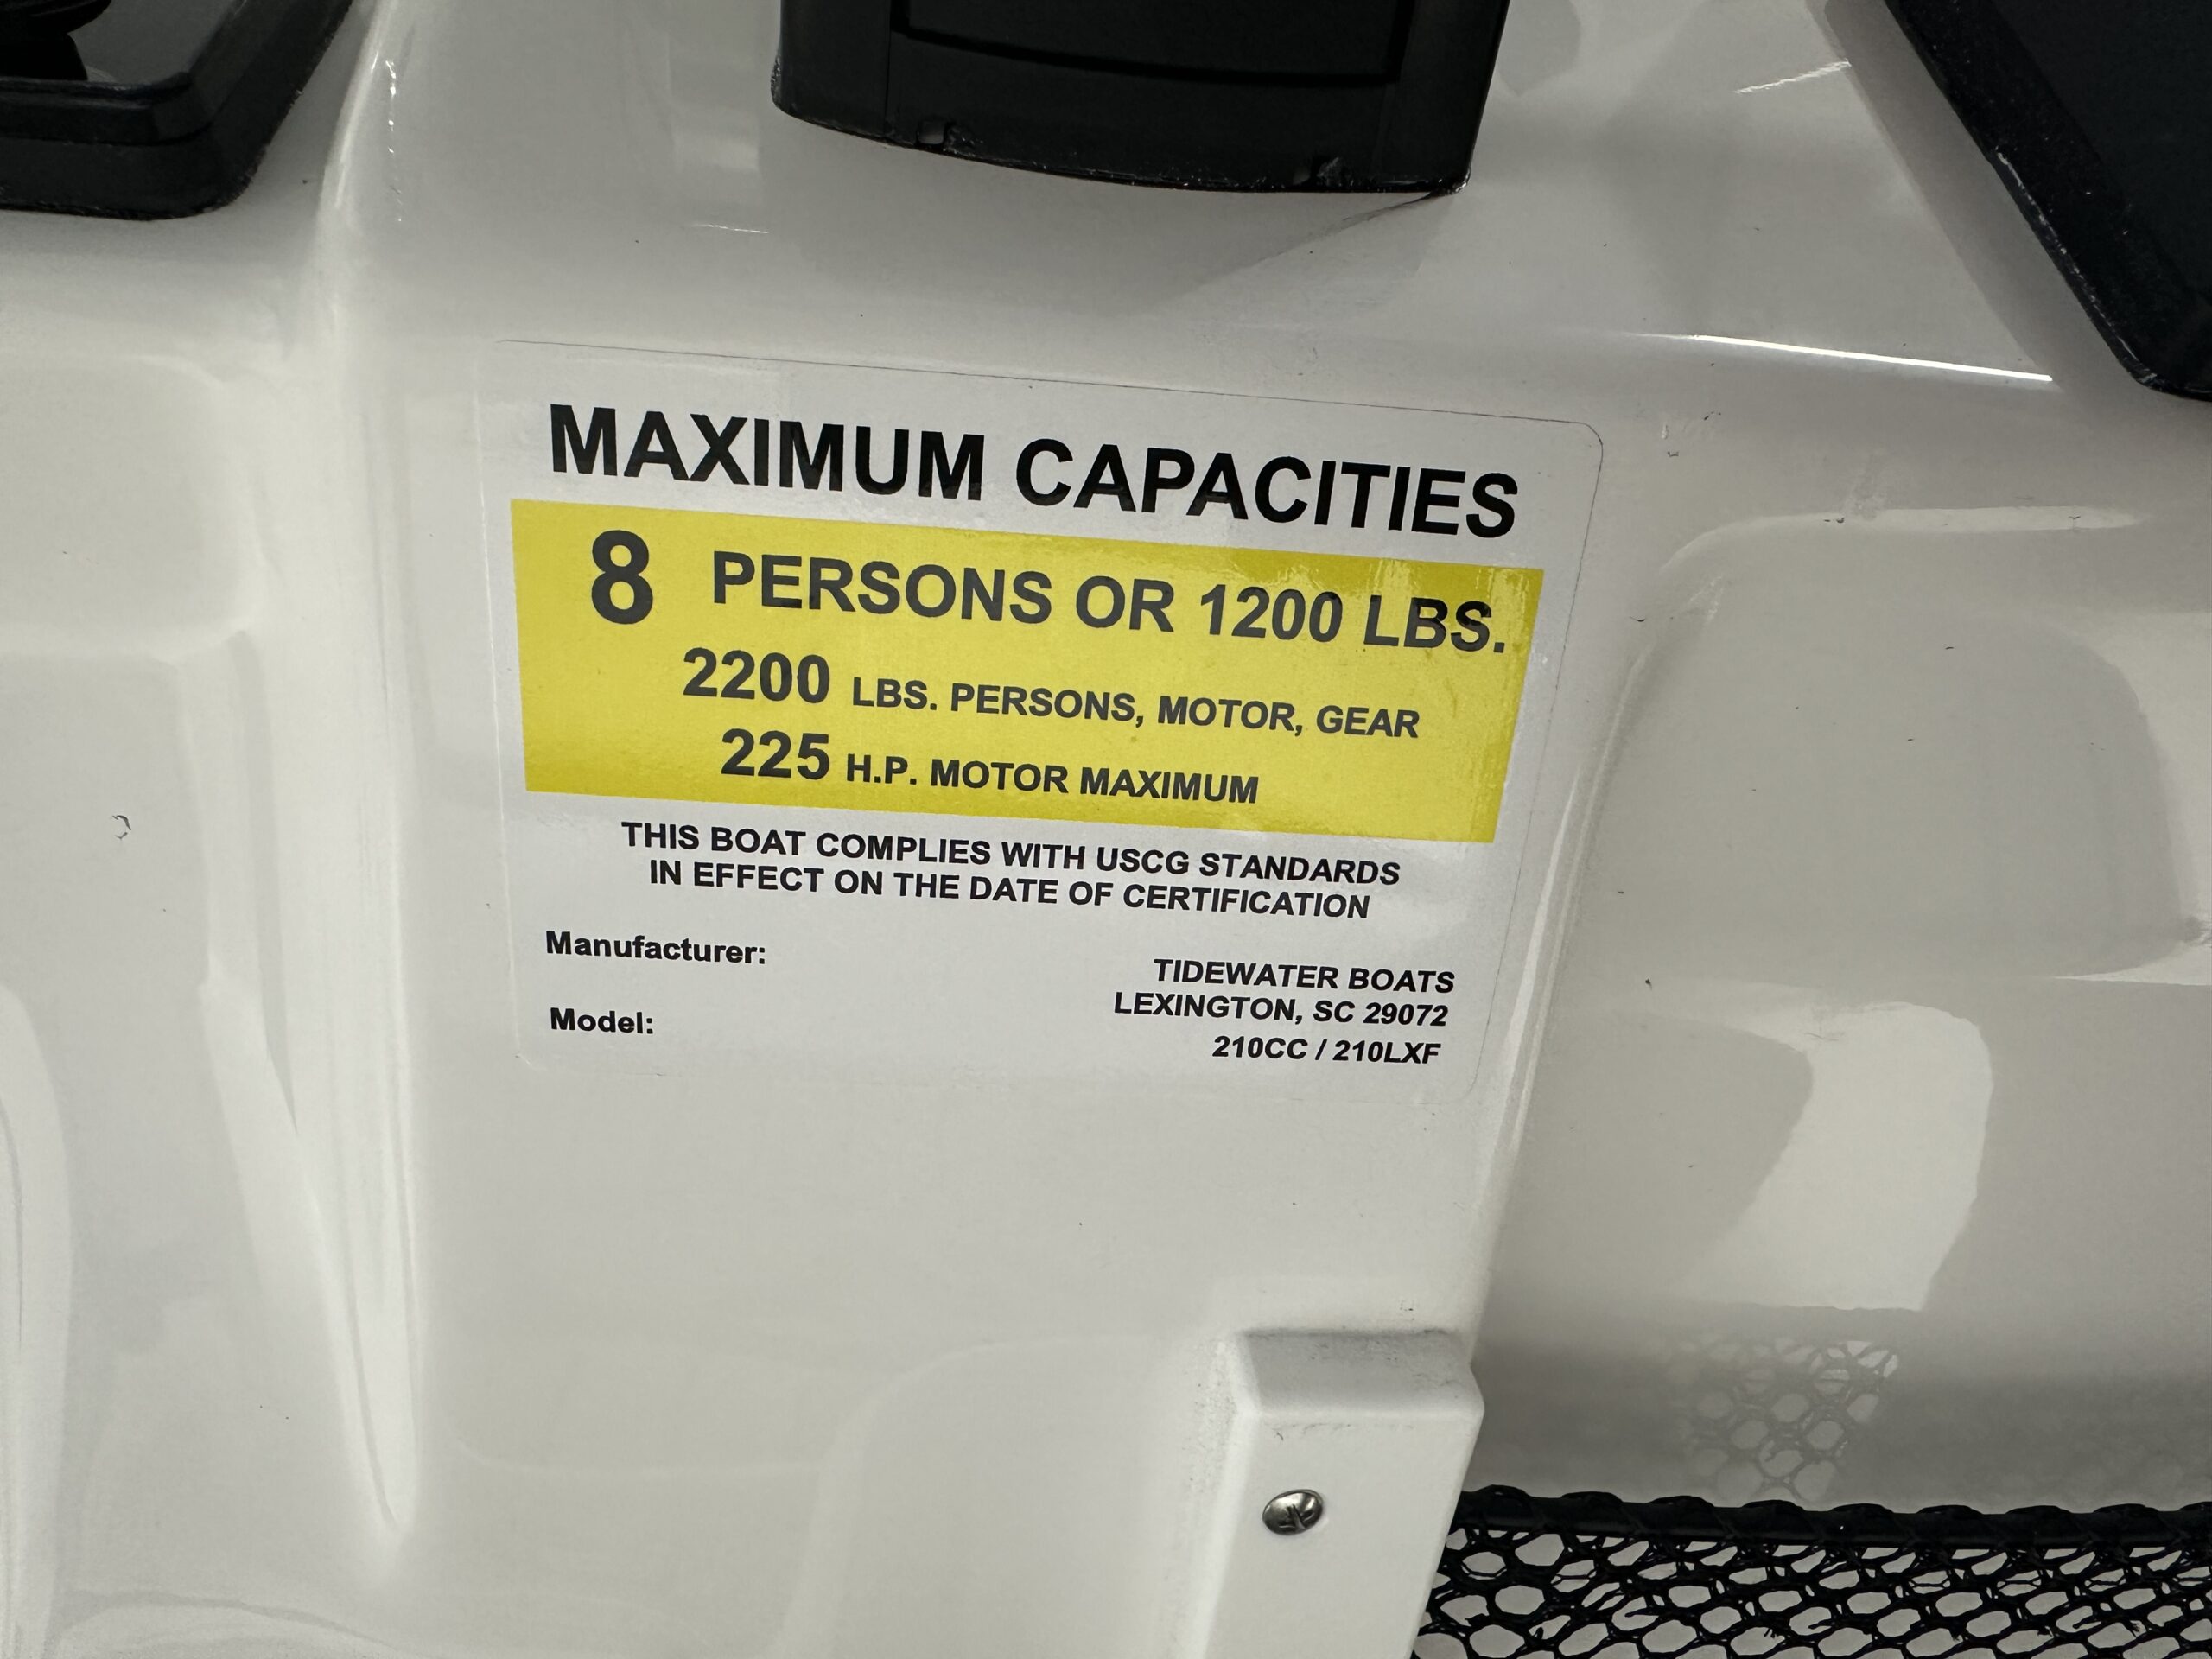 MAXIMUM CAPACITIES
8 PERSONS OR 1200 LBS.
2200 LBS. PERSONS, MOTOR, GEAR
225 H.P. MOTOR MAXIMUM
THIS BOAT COMPLIES WITH USCG STANDARDS
IN EFFECT ON THE DATE OF CERTIFICATION
Manufacturer: TIDEWATER BOATS
LEXINGTON, SC 29072
Model: 210CC / 210LXF